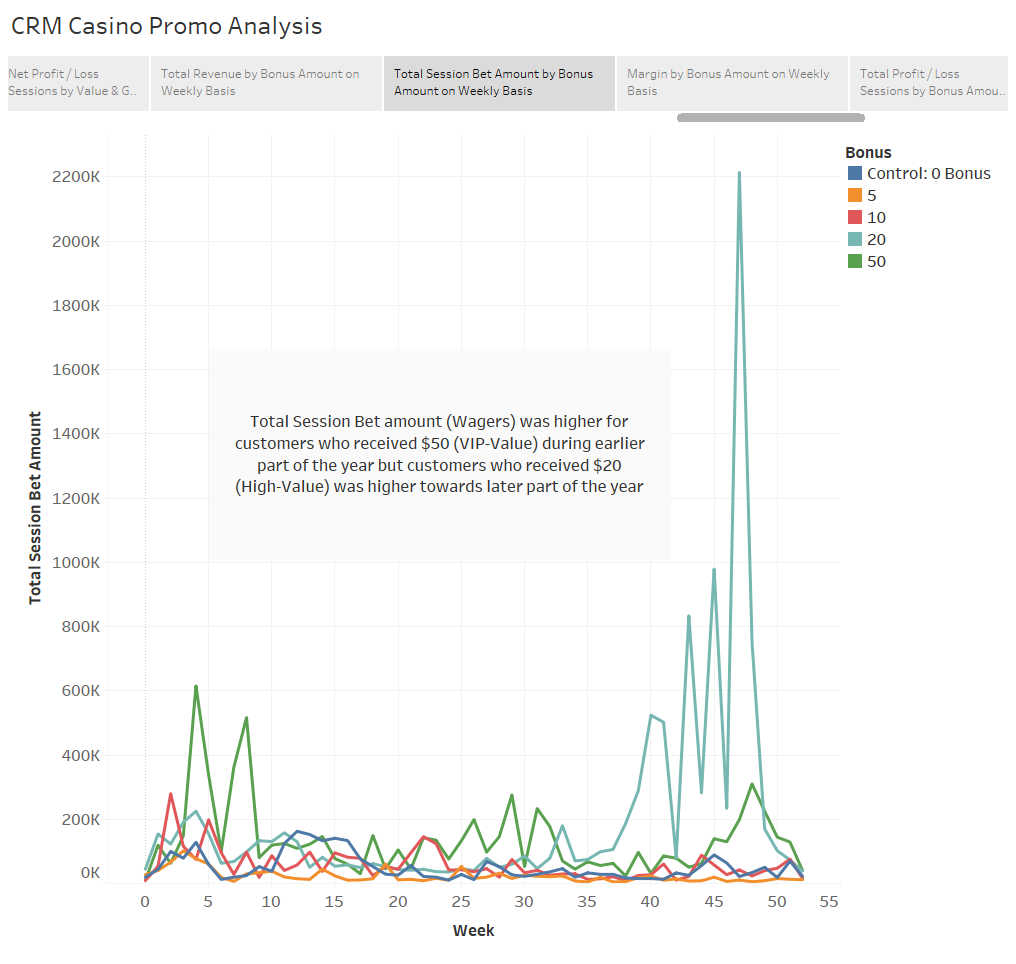 CRM Casino Promo Analysis
Net Profit / Loss
Sessions by Value & G..
Total Revenue by Bonus Amount on
Weekly Basis
Total Session Bet Amount by Bonus
Amount on Weekly Basis
Margin by Bonus Amount on Weekly
Basis
Total Profit / Loss
Sessions by Bonus Amou..
Bonus
Control: 0 Bonus
5
10
20
50
Total Session Bet Amount
2200K
2000K
1800K
1600K
1400K
1200K
1000K
800K
600K
400K
200K
0K
Total Session Bet amount (Wagers) was higher for
customers who received $50 (VIP-Value) during earlier
part of the year but customers who received $20
(High-Value) was higher towards later part of the year
0 5 10 15 20 25 30 35 40 45 50 55
Week